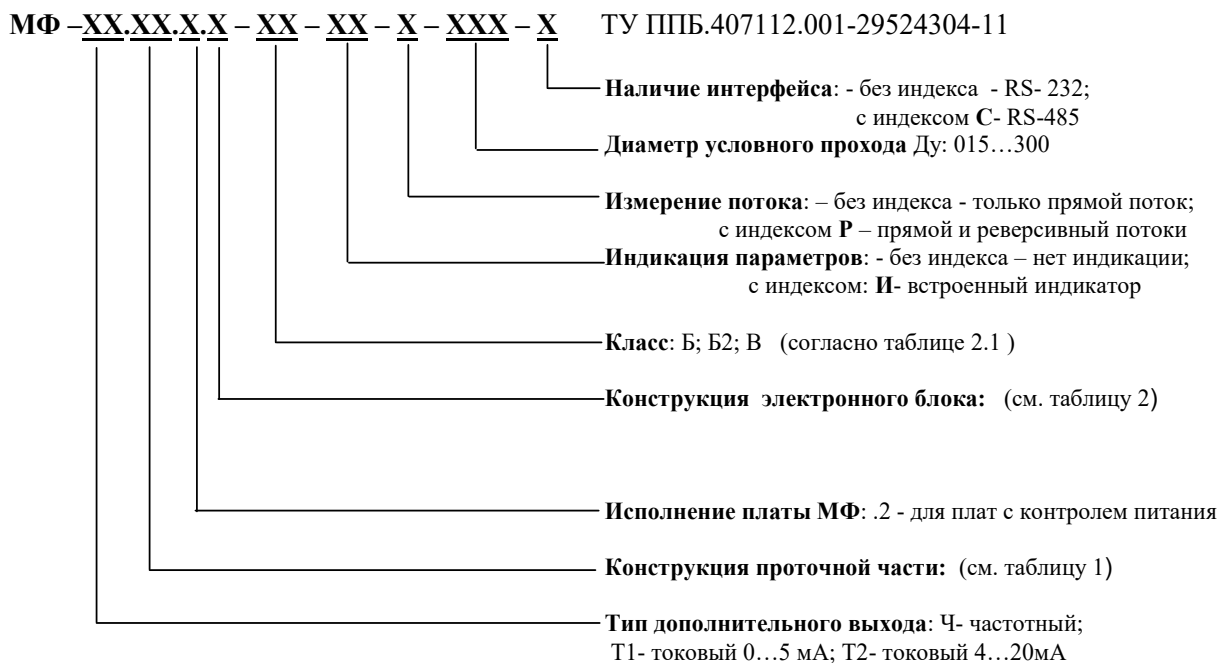 МФ –XX.XX.X.X – XX – XX – X – XXX – X ТУ ППБ.407112.001-29524304-11
Наличие интерфейса: - без индекса - RS- 232;
с индексом С- RS-485
Диаметр условного прохода Ду: 015…300
Измерение потока: – без индекса - только прямой поток;
с индексом Р – прямой и реверсивный потоки
Индикация параметров: - без индекса – нет индикации;
с индексом: И- встроенный индикатор
Класс: Б; Б2; В (согласно таблице 2.1 )
Конструкция электронного блока: (см. таблицу 2)
Исполнение платы МФ: .2 - для плат с контролем питания
Конструкция проточной части: (см. таблицу 1)
Тип дополнительного выхода: Ч- частотный;
Т1- токовый 0…5 мА; Т2- токовый 4…20мА